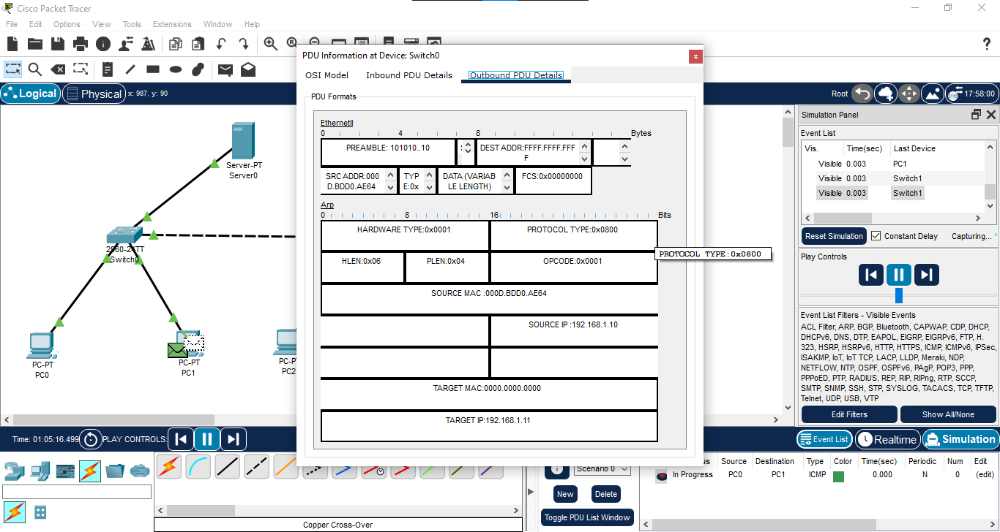 Cisco Packet Tracer
File Edit Options View Tools Extensions Window Help
Logical Physical x: 987, y: 90
Root 17:58:00
Server-PT
Server0
2960-24TT
Switch0
PC-PT
PC0
PC-PT
PC1
PC-P
PC2
PDU Information at Device: Switch0
x
OSI Model Inbound PDU Details Outbound PDU Details
PDU Formats
EthernetII
0 4 8 Bytes
PREAMBLE: 101010..10 DEST ADDR:FFFF.FFFF.FFF
F
SRC ADDR:000 TYP DATA (VARIAB FCS:0x00000000
D.BDD0.AE64 E:0x LE LENGTH)
Arp
0 8 16 Bits
HARDWARE TYPE:0x0001 PROTOCOL TYPE:0x0800
PROTOCOL TYPE:0x0800
HLEN:0x06 PLEN:0x04 OPCODE:0x0001
SOURCE MAC :000D.BDD0.AE64
SOURCE IP :192.168.1.10
TARGET MAC:0000.0000.0000
TARGET IP:192.168.1.11
Simulation Panel
Event List
Vis. Time(sec) Last Device
Visible 0.003 PC1
Visible 0.003 Switch1
Visible 0.003 Switch1
Reset Simulation Constant Delay Capturing...*
Play Controls
Event List Filters - Visible Events
ACL Filter, ARP, BGP, Bluetooth, CAPWAP, CDP, DHCP,
DHCPv6, DNS, DTP, EAPOL, EIGRP, EIGRPv6, FTP, H.
323, HSRP, HSRPv6, HTTP, HTTPS, ICMP, ICMPv6, IPSec,
ISAKMP, IoT, IoT TCP, LACP, LLDP, Meraki, NDP,
NETFLOW, NTP, OSPF, OSPFv6, PAgP, POP3, PPP,
PPPoED, PTP, RADIUS, REP, RIP, RIPng, RTP, SCCP,
SMTP, SNMP, SSH, STP, SYSLOG, TACACS, TCP, TFTP,
Telnet, UDP, USB, VTP
Edit Filters Show All/None
Time: 01:05:16.499 PLAY CONTROLS:
Event List Realtime Simulation
Scenario 0
New Delete
Toggle PDU List Window
Source Destination Type Color Time(sec) Periodic Num Edit
In Progress PC0 PC1 ICMP 0.000 N 0 (edit)
Copper Cross-Over